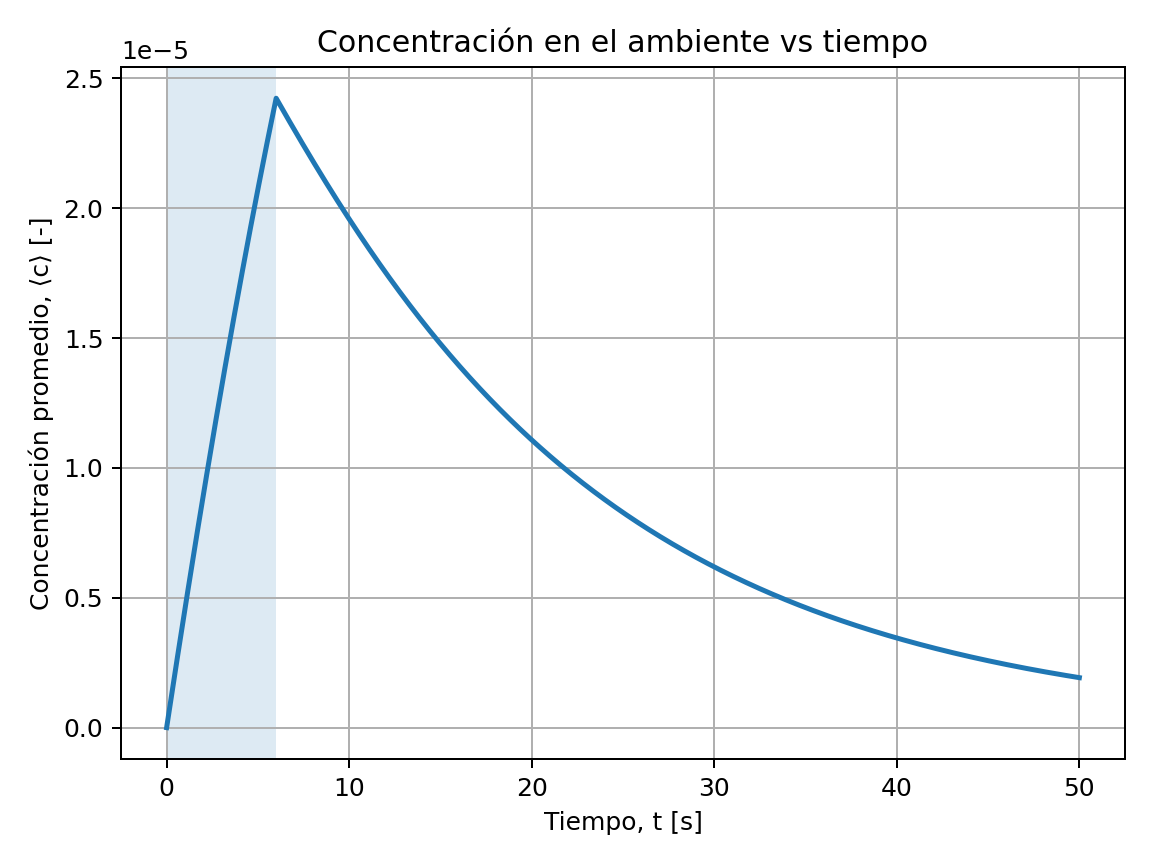 Concentración en el ambiente vs tiempo
1e−5
Concentración promedio, ⟨c⟩ [-]
2.5
2.0
1.5
1.0
0.5
0.0
0 10 20 30 40 50
Tiempo, t [s]